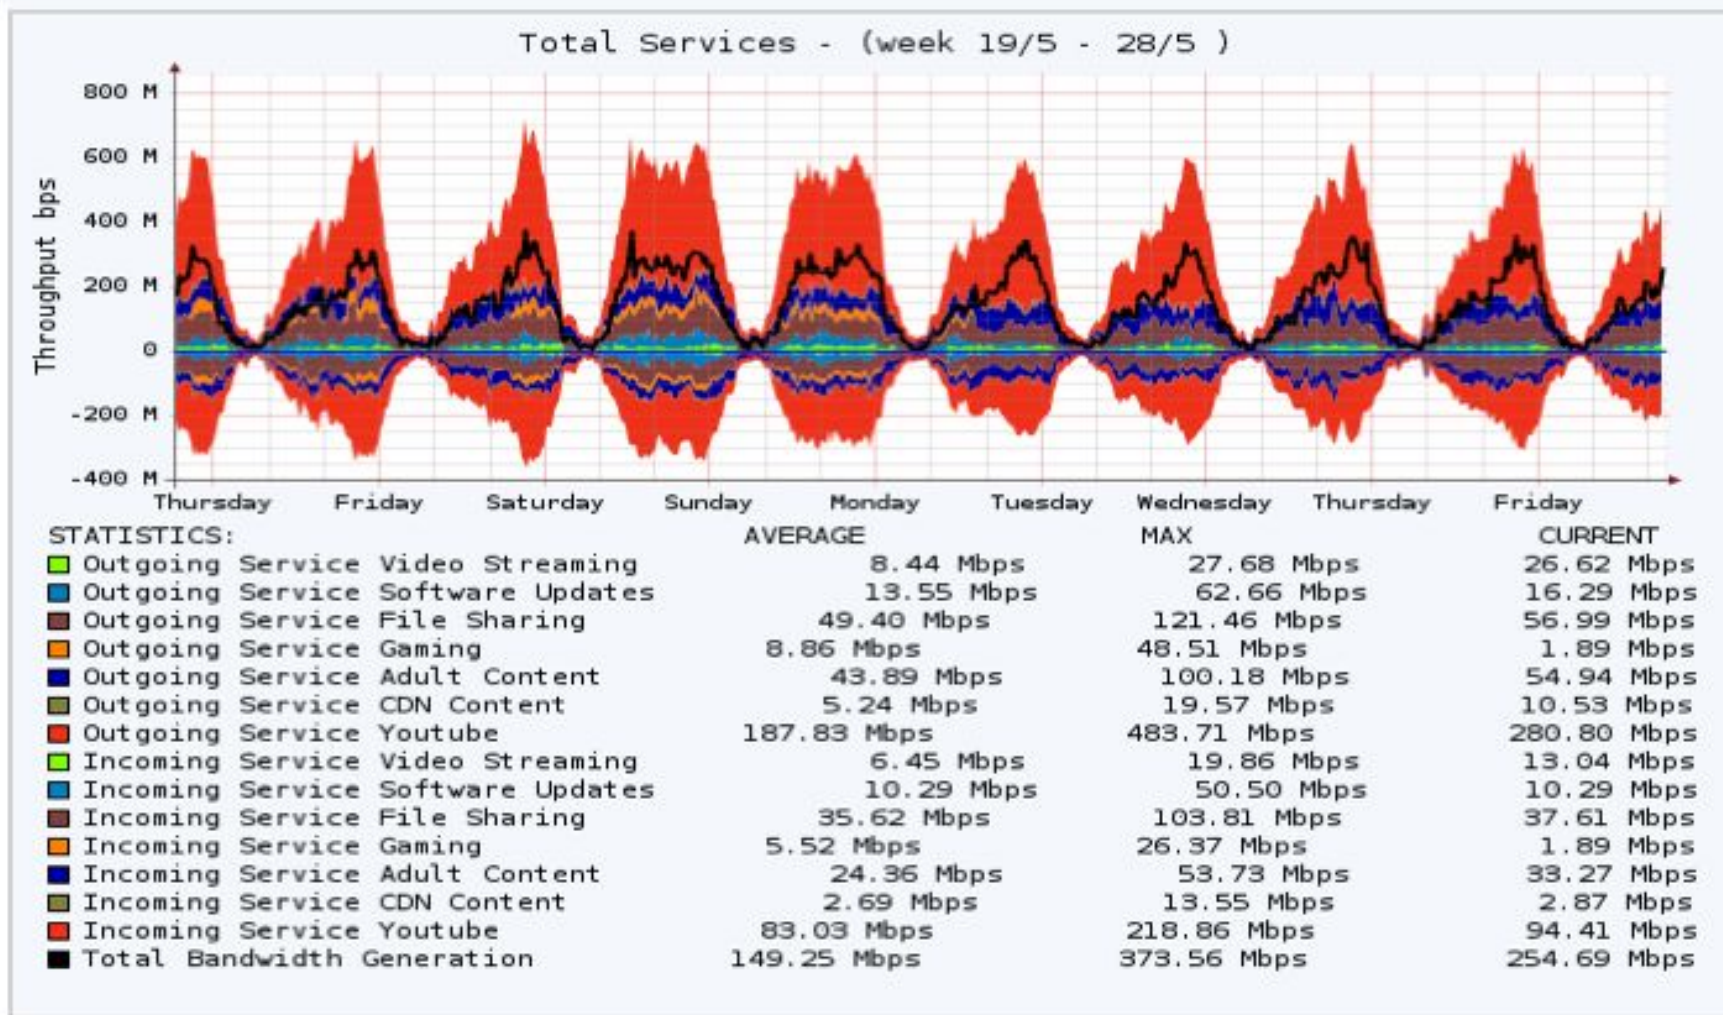 Total Services - (week 19/5 - 28/5 )
Throughput bps
800 M
600 M
400 M
200 M
0
-200 M
-400 M
Thursday Friday Saturday Sunday Monday Tuesday Wednesday Thursday Friday
STATISTICS: AVERAGE MAX CURRENT
Outgoing Service Video Streaming 8.44 Mbps 27.68 Mbps 26.62 Mbps
Outgoing Service Software Updates 13.55 Mbps 62.66 Mbps 16.29 Mbps
Outgoing Service File Sharing 49.40 Mbps 121.46 Mbps 56.99 Mbps
Outgoing Service Gaming 8.86 Mbps 48.51 Mbps 1.89 Mbps
Outgoing Service Adult Content 43.89 Mbps 100.18 Mbps 54.94 Mbps
Outgoing Service CDN Content 5.24 Mbps 19.57 Mbps 10.53 Mbps
Outgoing Service Youtube 187.83 Mbps 483.71 Mbps 280.80 Mbps
Incoming Service Video Streaming 6.45 Mbps 19.86 Mbps 13.04 Mbps
Incoming Service Software Updates 10.29 Mbps 50.50 Mbps 10.29 Mbps
Incoming Service File Sharing 35.62 Mbps 103.81 Mbps 37.61 Mbps
Incoming Service Gaming 5.52 Mbps 26.37 Mbps 1.89 Mbps
Incoming Service Adult Content 24.36 Mbps 53.73 Mbps 33.27 Mbps
Incoming Service CDN Content 2.69 Mbps 13.55 Mbps 2.87 Mbps
Incoming Service Youtube 83.03 Mbps 218.86 Mbps 94.41 Mbps
Total Bandwidth Generation 149.25 Mbps 373.56 Mbps 254.69 Mbps